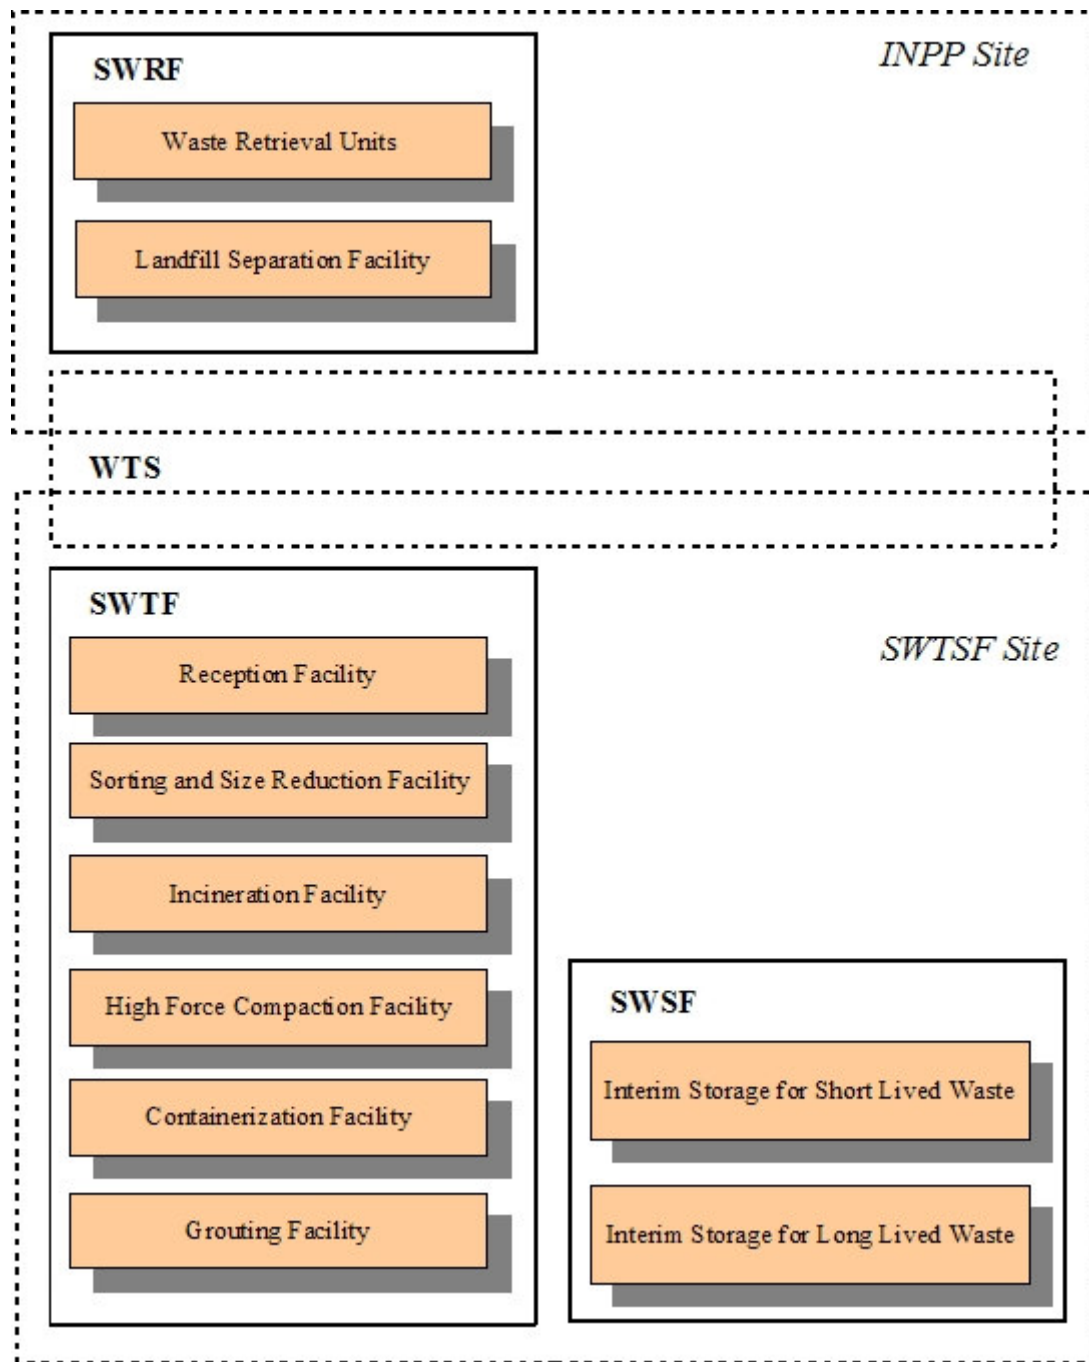 INPP Site
SWRF
Waste Retrieval Units
Landfill Separation Facility
WTS
SWTF
SWTSF Site
Reception Facility
Sorting and Size Reduction Facility
Incineration Facility
High Force Compaction Facility
Containerization Facility
Grouting Facility
SWSF
Interim Storage for Short Lived Waste
Interim Storage for Long Lived Waste